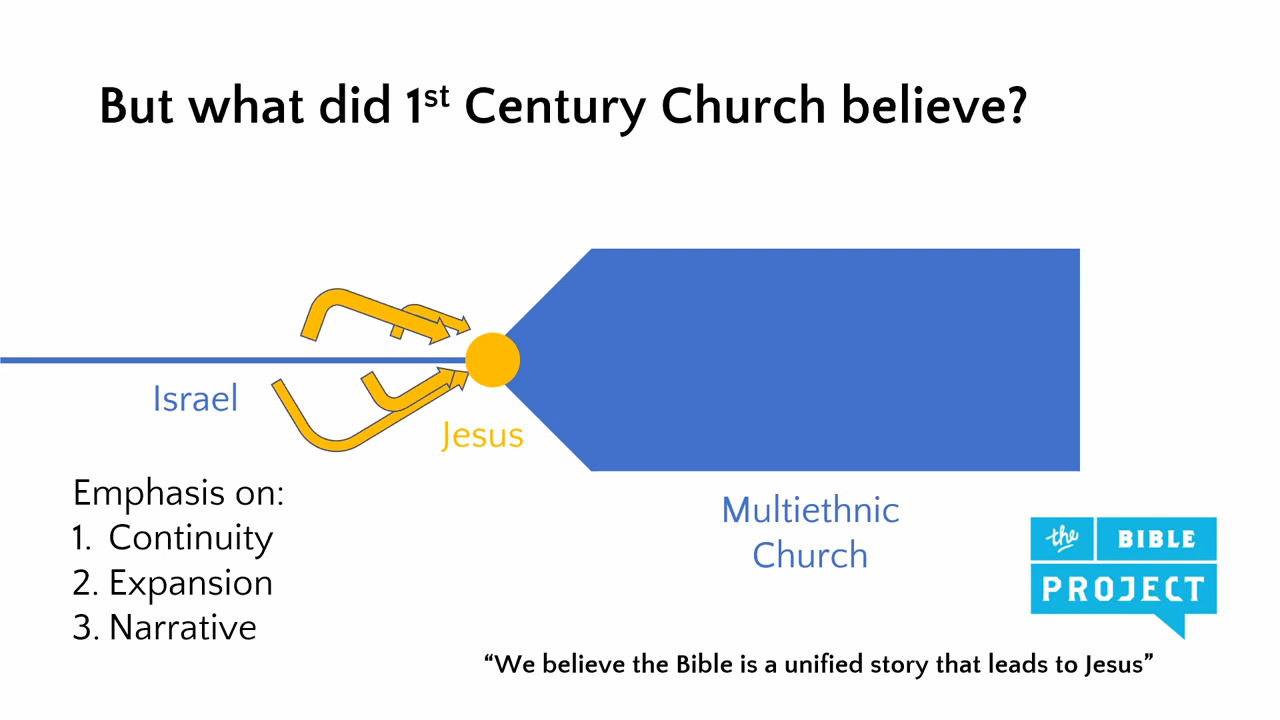 But what did 1st Century Church believe?
Israel
Jesus
Emphasis on:
1. Continuity
2. Expansion
3. Narrative
Multiethnic
Church
the BIBLE
PROJECT
“We believe the Bible is a unified story that leads to Jesus”